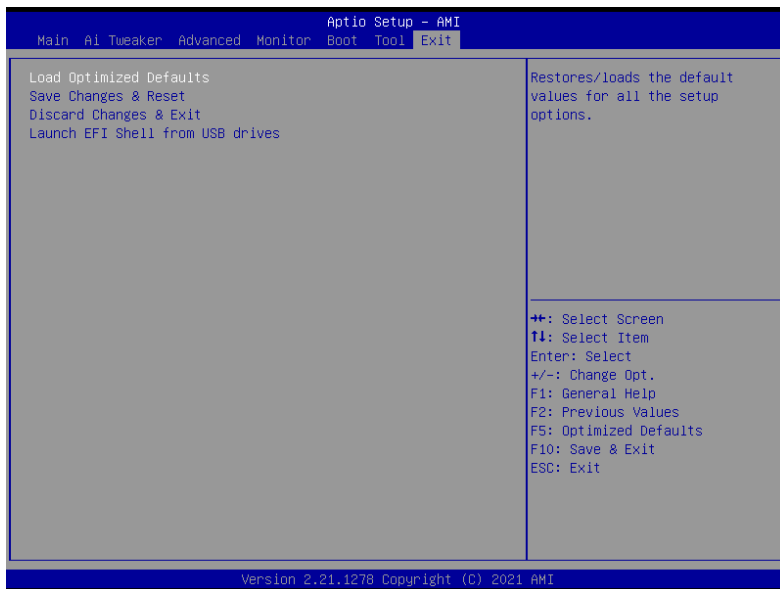 Aptio Setup – AMI
Main Ai Tweaker Advanced Monitor Boot Tool Exit
Load Optimized Defaults
Save Changes & Reset
Discard Changes & Exit
Launch EFI Shell from USB drives
Restores/loads the default
values for all the setup
options.
→←: Select Screen
↑↓: Select Item
Enter: Select
+/-: Change Opt.
F1: General Help
F2: Previous Values
F5: Optimized Defaults
F10: Save & Exit
ESC: Exit
Version 2.21.1278 Copyright (C) 2021 AMI